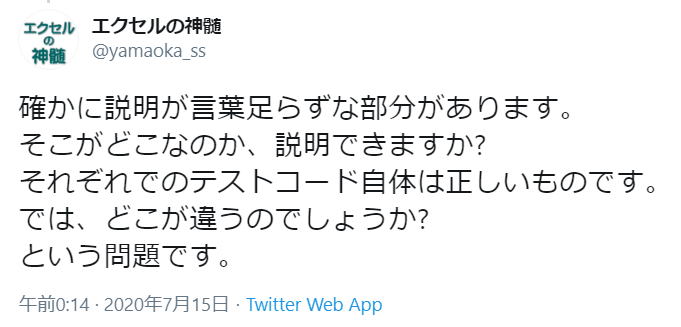 エクセル
の
神髄
エクセルの神髄
@yamaoka_ss
確かに説明が言葉足らずな部分があります。
そこがどこなのか、説明できますか?
それぞれでのテストコード自体は正しいものです。
では、どこが違うのでしょうか?
という問題です。
午前0:14 · 2020年7月15日 · Twitter Web App